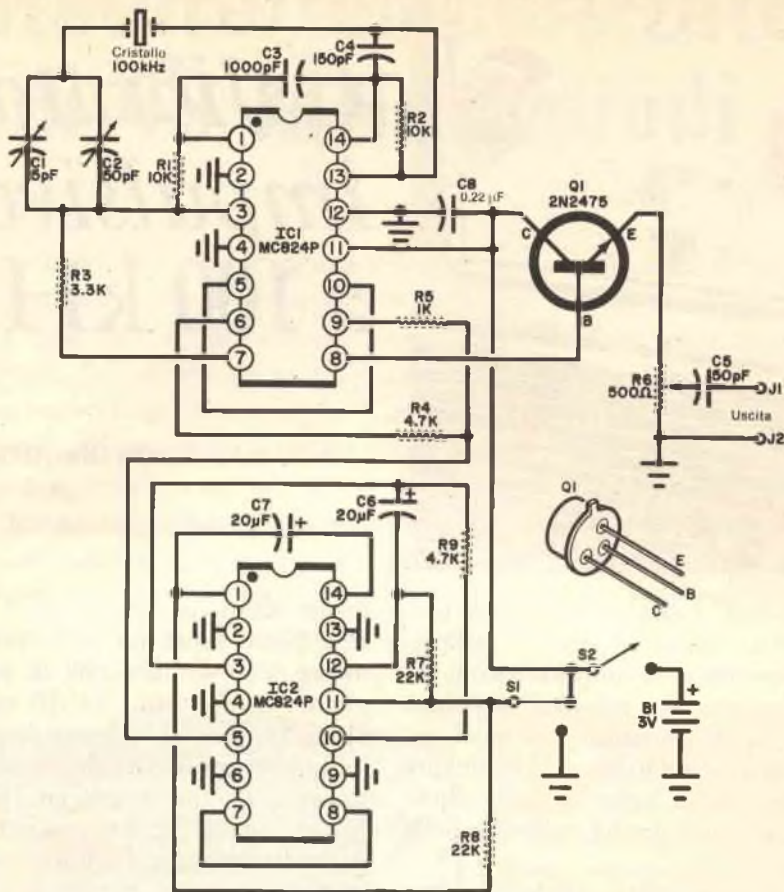 Cristallo
100kHz
C3
1000pF
C4
150pF
C1
5pF
C2
50pF
R1
10K
R2
10K
1
2
3
4
5
6
7
14
13
12
11
10
9
8
IC1
MC824P
R3
3.3K
C8
0,22 µF
Q1
2N2475
C
E
B
R5
1K
R4
4.7K
R6
500Ω
C5
50pF
J1
Uscita
J2
C7
20µF
+
C6
20µF
+
R9
4.7K
1
2
3
4
5
6
7
14
13
12
11
10
9
8
IC2
MC824P
R7
22K
R8
22K
Q1
E
B
C
S1
S2
B1
3V
+